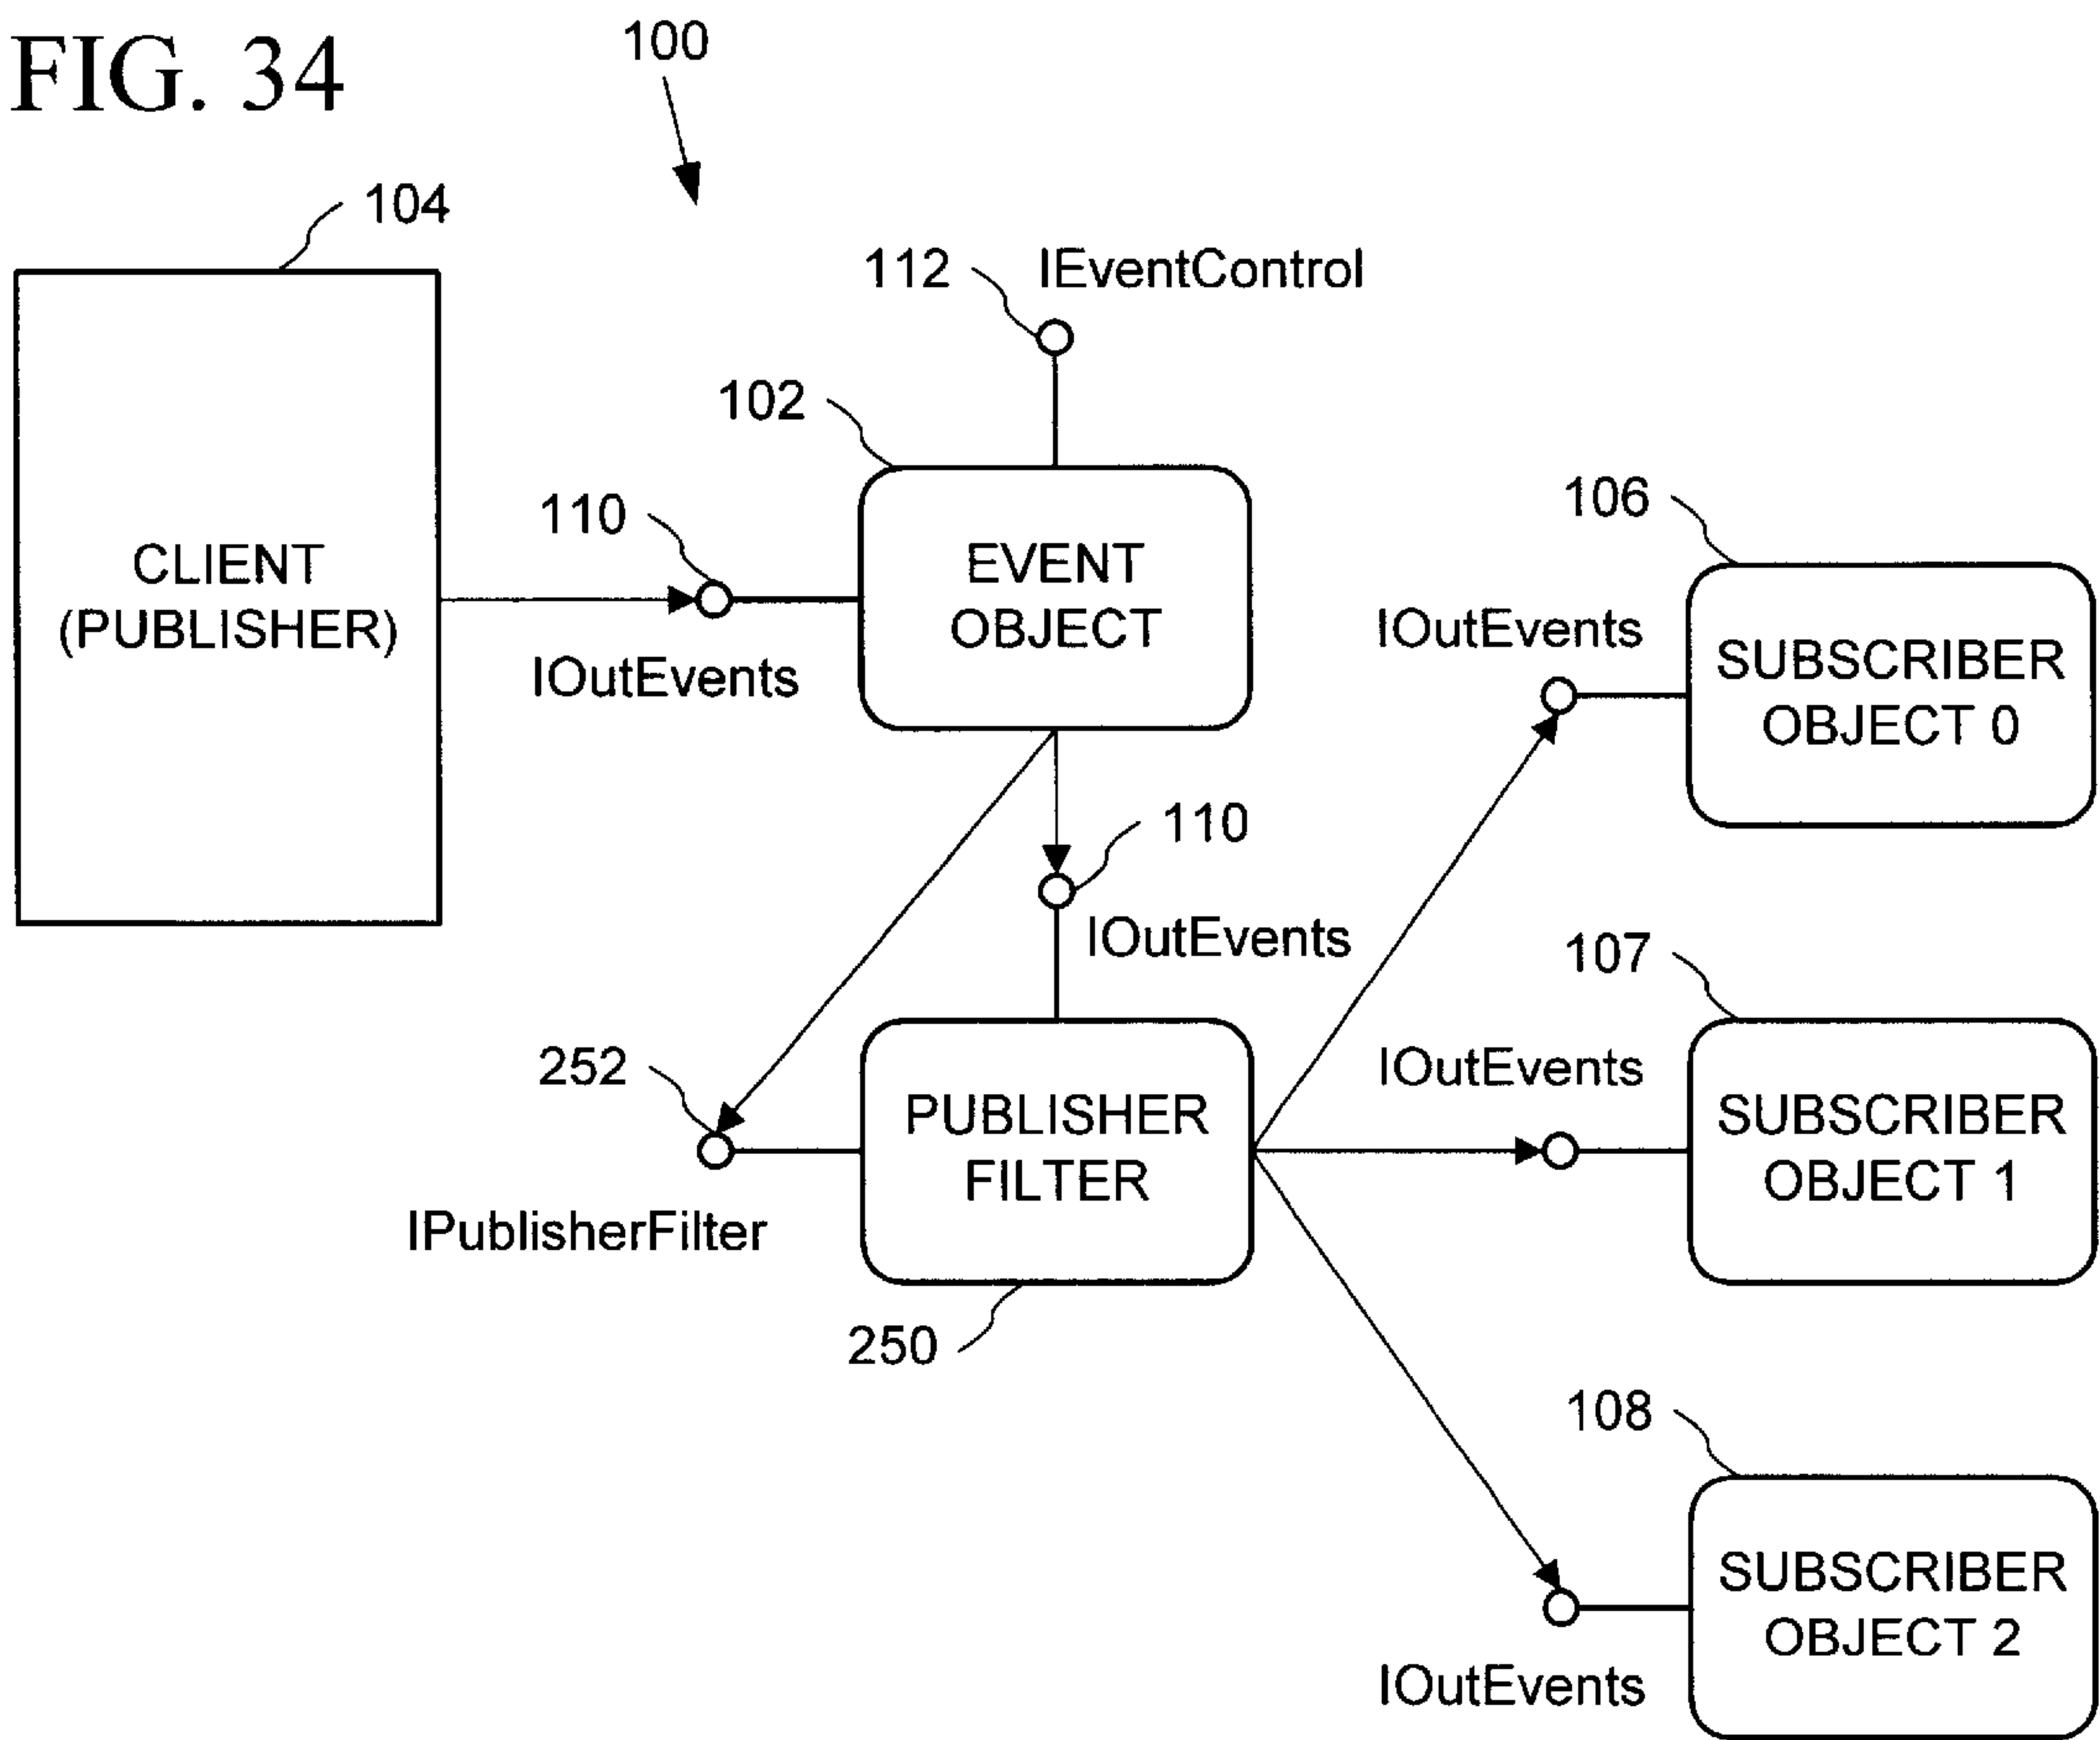 FIG. 34
100
104
112
IEventControl
102
110
CLIENT
(PUBLISHER)
EVENT
OBJECT
IOutEvents
106
IOutEvents
SUBSCRIBER
OBJECT 0
110
IOutEvents
107
252
IOutEvents
PUBLISHER
FILTER
SUBSCRIBER
OBJECT 1
IPublisherFilter
250
108
SUBSCRIBER
OBJECT 2
IOutEvents